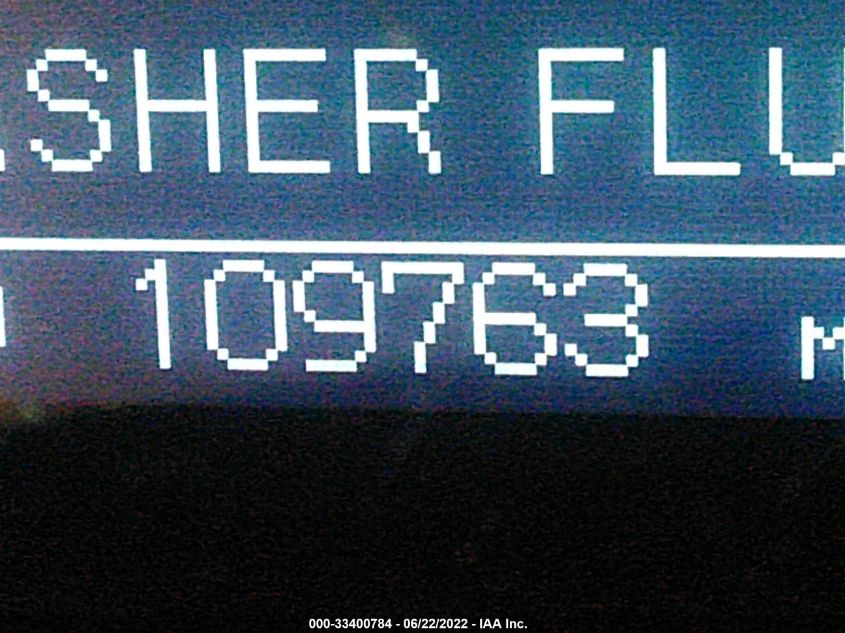 SHER FLU
109763 m
000-33400784 - 06/22/2022 - IAA Inc.